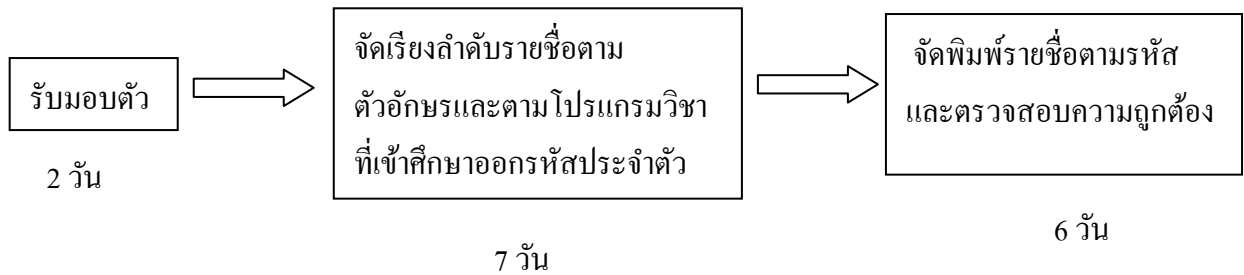 รับมอบตัว
2 วัน
จัดเรียงลำดับรายชื่อตาม
ตัวอักษรและตามโปรแกรมวิชา
ที่เข้าศึกษาออกรหัสประจำตัว
7 วัน
จัดพิมพ์รายชื่อตามรหัส
และตรวจสอบความถูกต้อง
6 วัน